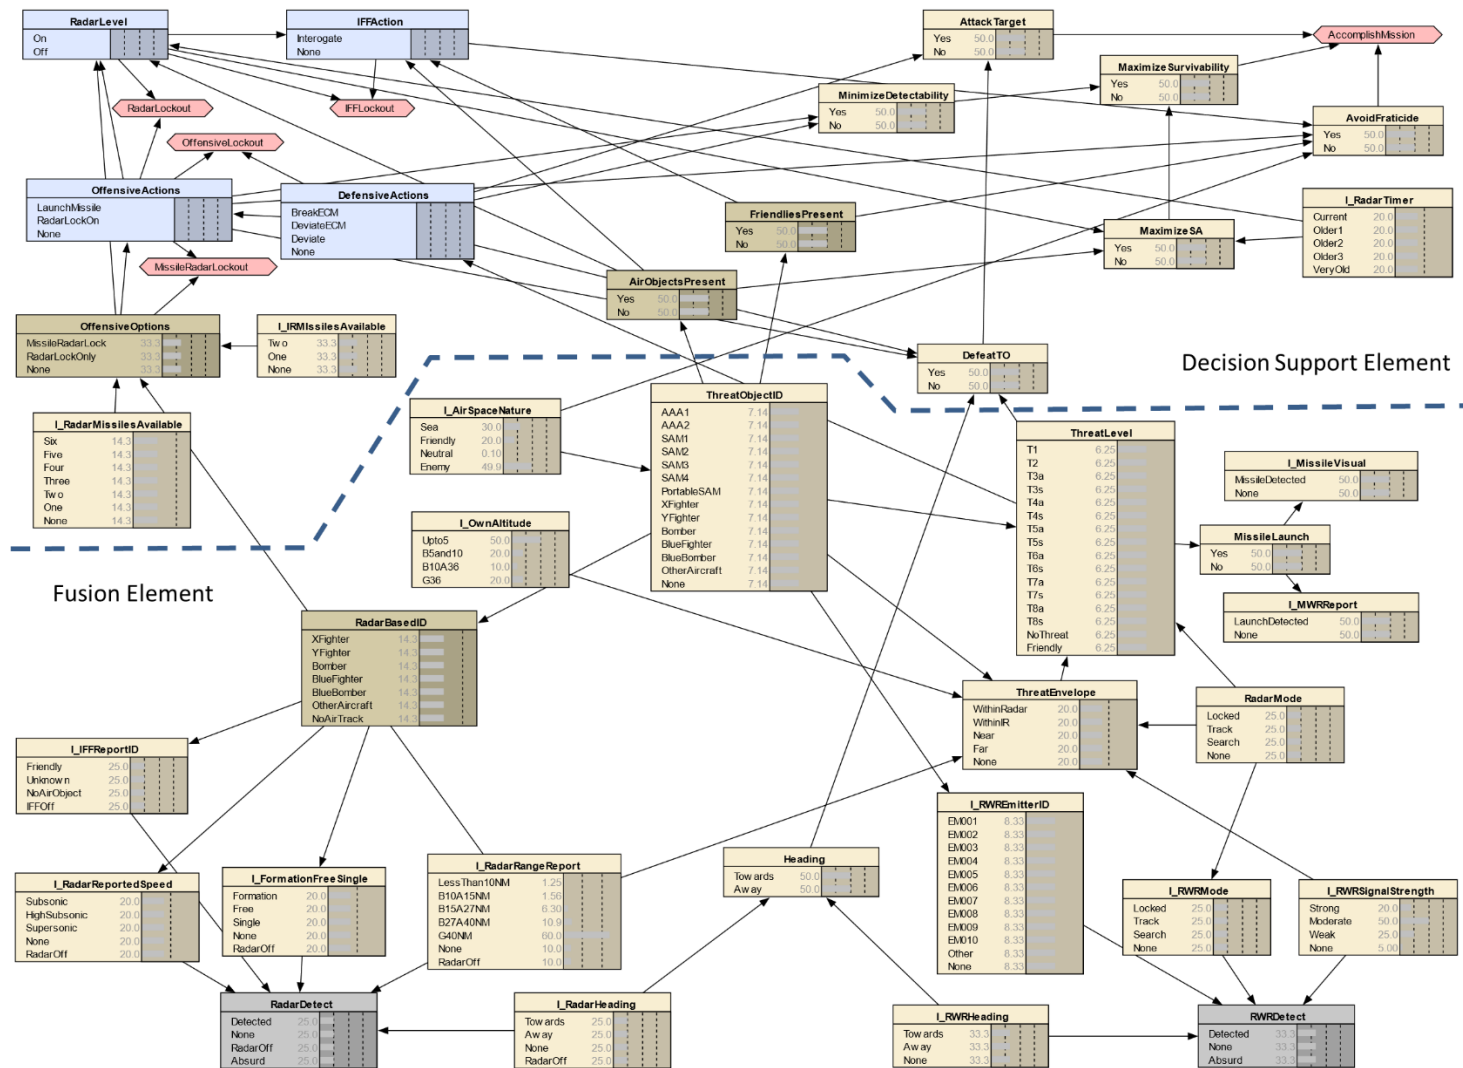 RadarLevel
On
Off
IFFAction
Interogate
None
AttackTarget
Yes 50.0
No 50.0
AccomplishMission
MaximizeSurvivability
Yes 50.0
No 50.0
MinimizeDetectability
Yes 50.0
No 50.0
AvoidFraticide
Yes 50.0
No 50.0
RadarLockout
IFFLockout
OffensiveLockout
OffensiveActions
LaunchMissile
RadarLockOn
None
DefensiveActions
BreakECM
DeviateECM
Deviate
None
FriendliesPresent
Yes 50.0
No 50.0
MaximizeSA
Yes 50.0
No 50.0
I_RadarTimer
Current 20.0
Older1 20.0
Older2 20.0
Older3 20.0
VeryOld 20.0
MissileRadarLockout
AirObjectsPresent
Yes 50.0
No 50.0
OffensiveOptions
MissileRadarLock 33.3
RadarLockOnly 33.3
None 33.3
I_IRMIsslesAvailable
Two 33.3
One 33.3
None 33.3
DefeatTO
Yes 50.0
No 50.0
Decision Support Element
I_RadarMissilesAvailable
Six 14.3
Five 14.3
Four 14.3
Three 14.3
Two 14.3
One 14.3
None 14.3
I_AirSpaceNature
Sea 30.0
Friendly 20.0
Neutral 0.10
Enemy 49.9
ThreatObjectID
AAA1 7.14
AAA2 7.14
SAM1 7.14
SAM2 7.14
SAM3 7.14
SAM4 7.14
PortableSAM 7.14
XFighter 7.14
YFighter 7.14
Bomber 7.14
BlueFighter 7.14
BlueBomber 7.14
OtherAircraft 7.14
None 7.14
ThreatLevel
T1 6.25
T2 6.25
T3a 6.25
T3s 6.25
T4a 6.25
T4s 6.25
T5a 6.25
T5s 6.25
T6a 6.25
T6s 6.25
T7a 6.25
T7s 6.25
T8a 6.25
T8s 6.25
NoThreat 6.25
Friendly 6.25
I_MissileVisual
MissileDetected 50.0
None 50.0
MissileLaunch
Yes 50.0
No 50.0
I_MWRReport
LaunchDetected 50.0
None 50.0
I_OwnAltitude
Upto5 50.0
B5and10 20.0
B10A36 10.0
G36 20.0
Fusion Element
RadarBasedID
XFighter 14.3
YFighter 14.3
Bomber 14.3
BlueFighter 14.3
BlueBomber 14.3
OtherAircraft 14.3
NoAirTrack 14.3
ThreatEnvelope
WithinRadar 20.0
WithinIR 20.0
Near 20.0
Far 20.0
None 20.0
RadarMode
Locked 25.0
Track 25.0
Search 25.0
None 25.0
I_IFFReportID
Friendly 25.0
Unknown 25.0
NoAirObject 25.0
IFFOff 25.0
I_RWREmitterID
EM001 8.33
EM002 8.33
EM003 8.33
EM004 8.33
EM005 8.33
EM006 8.33
EM007 8.33
EM008 8.33
EM009 8.33
EM010 8.33
Other 8.33
None 8.33
I_RadarReportedSpeed
Subsonic 20.0
HighSubsonic 20.0
Supersonic 20.0
None 20.0
RadarOff 20.0
I_FormationFreeSingle
Formation 20.0
Free 20.0
Single 20.0
None 20.0
RadarOff 20.0
I_RadarRangeReport
LessThan10NM 1.25
B10A15NM 1.56
B15A27NM 6.30
B27A40NM 10.9
G40NM 60.0
None 10.0
RadarOff 10.0
Heading
Towards 50.0
Away 50.0
I_RWRMode
Locked 25.0
Track 25.0
Search 25.0
None 25.0
I_RWRSignalStrength
Strong 20.0
Moderate 50.0
Weak 25.0
None 5.00
RadarDetect
Detected 25.0
None 25.0
RadarOff 25.0
Absurd 25.0
I_RadarHeading
Towards 25.0
Away 25.0
None 25.0
RadarOff 25.0
I_RWRHeading
Towards 33.3
Away 33.3
None 33.3
RWRDetect
Detected 33.3
None 33.3
Absurd 33.3